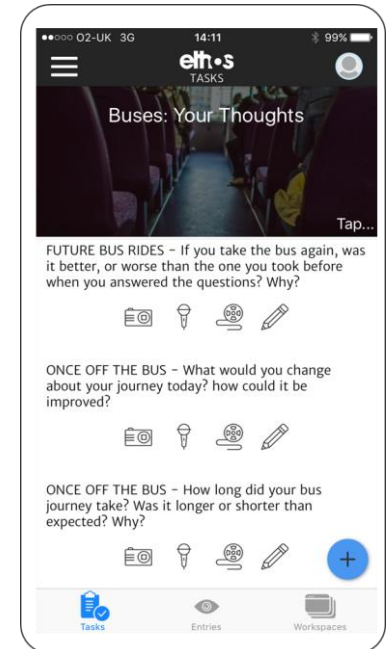 O2-UK 3G 14:11 99%
ethos
TASKS
Buses: Your Thoughts
Tap...
FUTURE BUS RIDES – If you take the bus again, was
it better, or worse than the one you took before
when you answered the questions? Why?
ONCE OFF THE BUS – What would you change
about your journey today? how could it be
improved?
ONCE OFF THE BUS – How long did your bus
journey take? Was it longer or shorter than
expected? Why?
Tasks Entries Workspaces